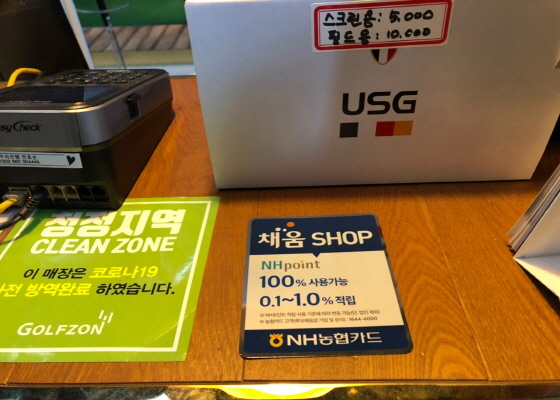 스크린용 : 5,000
필드용 : 10,000
USG
EasyCheck
청정지역
CLEAN ZONE
이 매장은 코로나19
사전 방역완료 하였습니다.
GOLFZON
채움 SHOP
NHpoint
100% 사용가능
0.1~1.0% 적립
NH농협카드